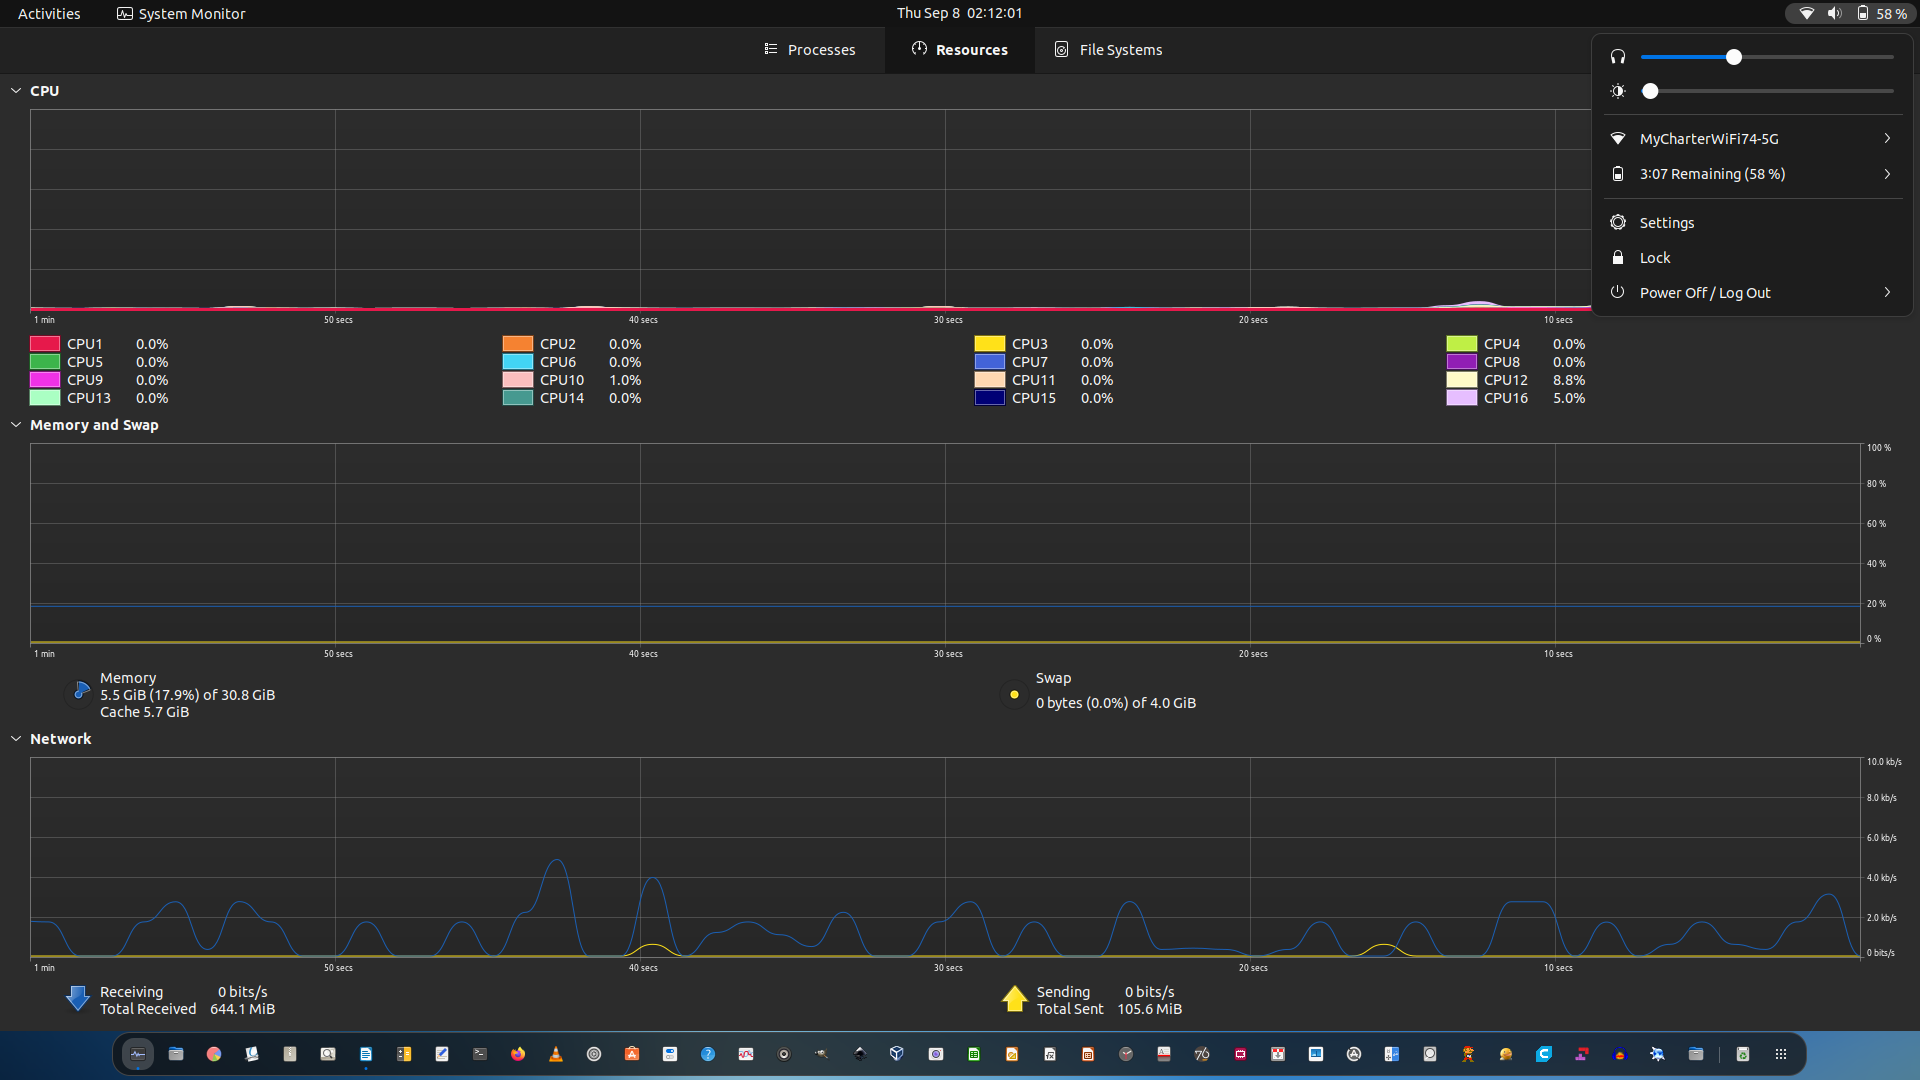 Activities
System Monitor
Thu Sep 8 02:12:01
58 %
Processes
Resources
File Systems
MyCharterWiFi74-5G
3:07 Remaining (58 %)
Settings
Lock
Power Off / Log Out
CPU
1 min
50 secs
40 secs
30 secs
20 secs
10 secs
CPU1 0.0%
CPU2 0.0%
CPU3 0.0%
CPU4 0.0%
CPU5 0.0%
CPU6 0.0%
CPU7 0.0%
CPU8 0.0%
CPU9 0.0%
CPU10 1.0%
CPU11 0.0%
CPU12 8.8%
CPU13 0.0%
CPU14 0.0%
CPU15 0.0%
CPU16 5.0%
Memory and Swap
100 %
80 %
60 %
40 %
20 %
0 %
1 min
50 secs
40 secs
30 secs
20 secs
10 secs
Memory
5.5 GiB (17.9%) of 30.8 GiB
Cache 5.7 GiB
Swap
0 bytes (0.0%) of 4.0 GiB
Network
10.0 kb/s
8.0 kb/s
6.0 kb/s
4.0 kb/s
2.0 kb/s
0 bits/s
1 min
50 secs
40 secs
30 secs
20 secs
10 secs
Receiving 0 bits/s
Total Received 644.1 MiB
Sending 0 bits/s
Total Sent 105.6 MiB
76